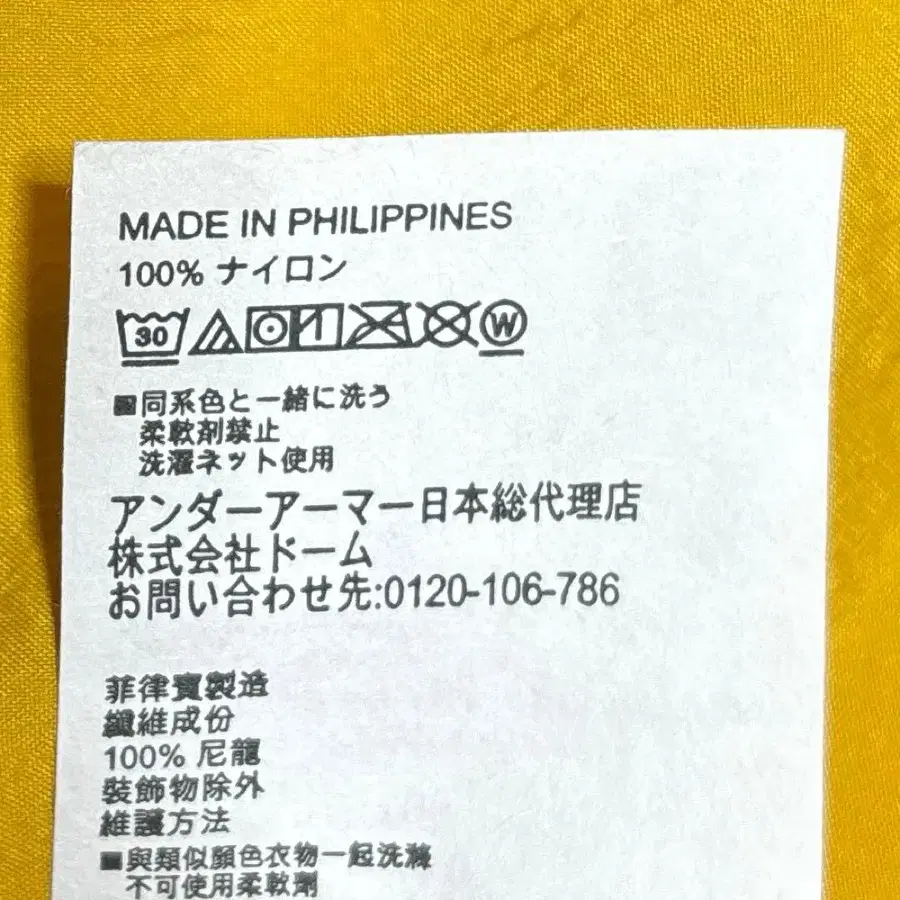 MADE IN PHILIPPINES
100% ナイロン
30 W
■同系色と一緒に洗う
柔軟剤禁止
洗濯ネット使用
アンダーアーマー日本総代理店
株式会社ドーム
お問い合わせ先:0120-106-786
菲律賓製造
纖維成份
100% 尼龍
裝飾物除外
維護方法
■與類似顏色衣物一起洗滌
不可使用柔軟劑